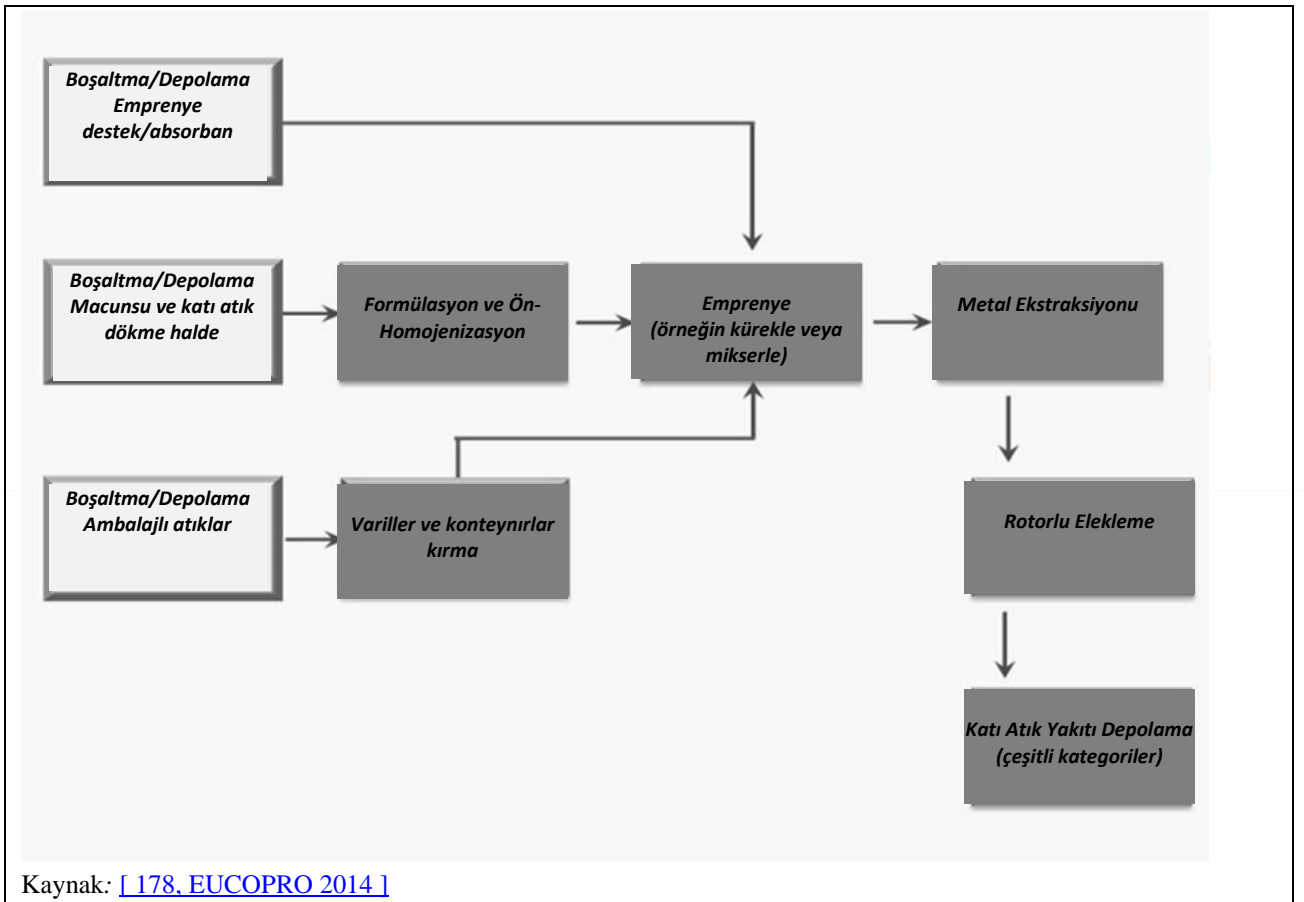 Boşaltma/Depolama
Emprenye
destek/absorban
Boşaltma/Depolama
Macunsu ve katı atık
dökme halde
Formülasyon ve Ön-
Homojenizasyon
Emprenye
(örneğin kürekle veya
mikserle)
Metal Ekstraksiyonu
Boşaltma/Depolama
Ambalajlı atıklar
Variller ve konteynırlar
kırma
Rotorlu Elekleme
Katı Atık Yakıtı Depolama
(çeşitli kategoriler)
Kaynak: [ 178, EUCOPRO 2014 ]